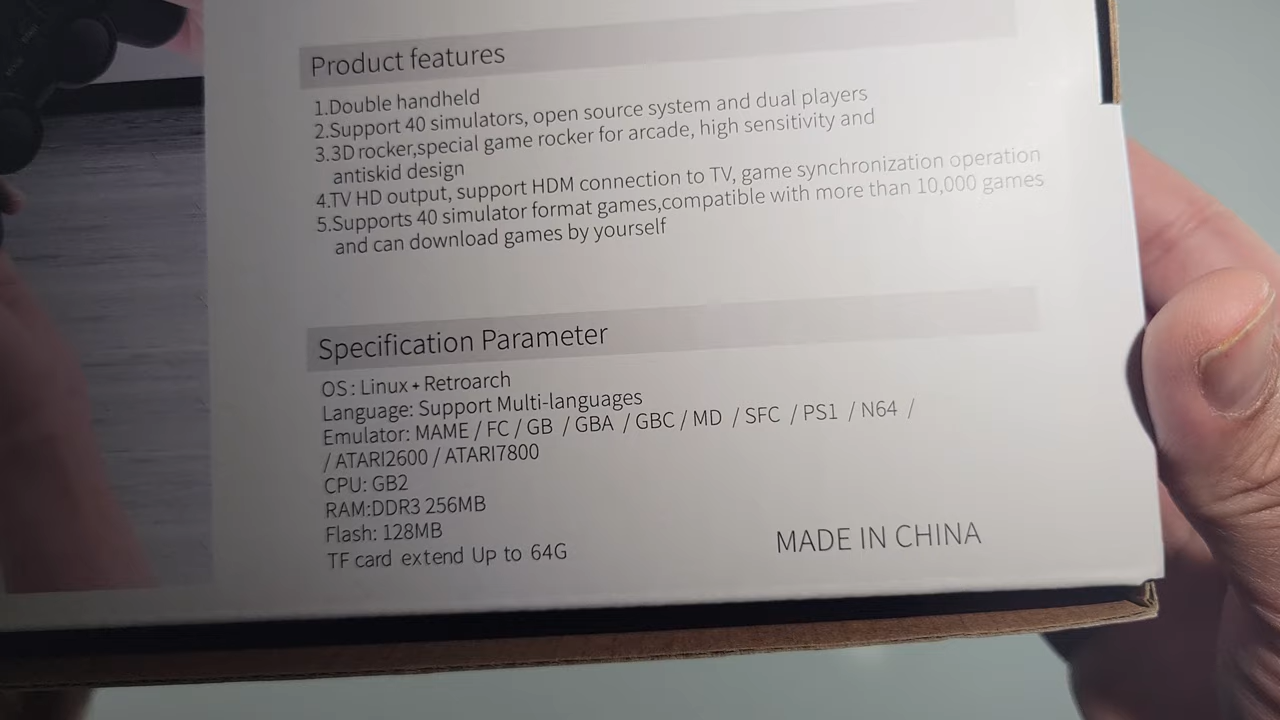 Product features
1.Double handheld
2.Support 40 simulators, open source system and dual players
3.3D rocker,special game rocker for arcade, high sensitivity and
antiskid design
4.TV HD output, support HDM connection to TV, game synchronization operation
5.Supports 40 simulator format games,compatible with more than 10,000 games
and can download games by yourself
Specification Parameter
OS: Linux + Retroarch
Language: Support Multi-languages
Emulator: MAME / FC / GB / GBA / GBC / MD / SFC / PS1 / N64 /
/ ATARI2600 / ATARI7800
CPU: GB2
RAM:DDR3 256MB
Flash: 128MB
TF card extend Up to 64G
MADE IN CHINA